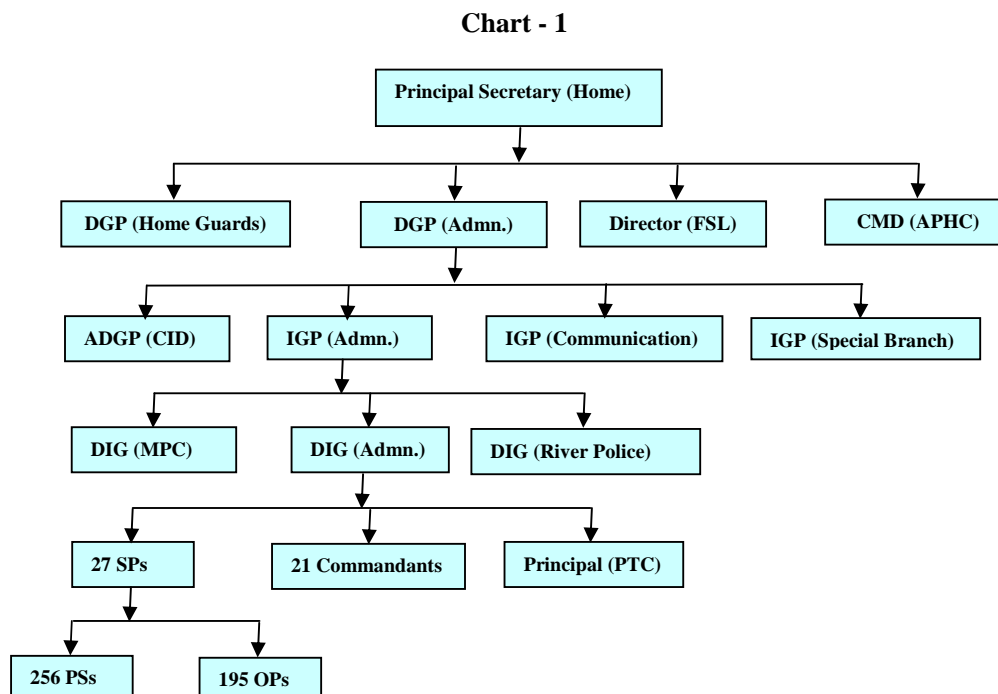 Chart - 1
Principal Secretary (Home)
DGP (Home Guards)
DGP (Admn.)
Director (FSL)
CMD (APHC)
ADGP (CID)
IGP (Admn.)
IGP (Communication)
IGP (Special Branch)
DIG (MPC)
DIG (Admn.)
DIG (River Police)
27 SPs
21 Commandants
Principal (PTC)
256 PSs
195 OPs